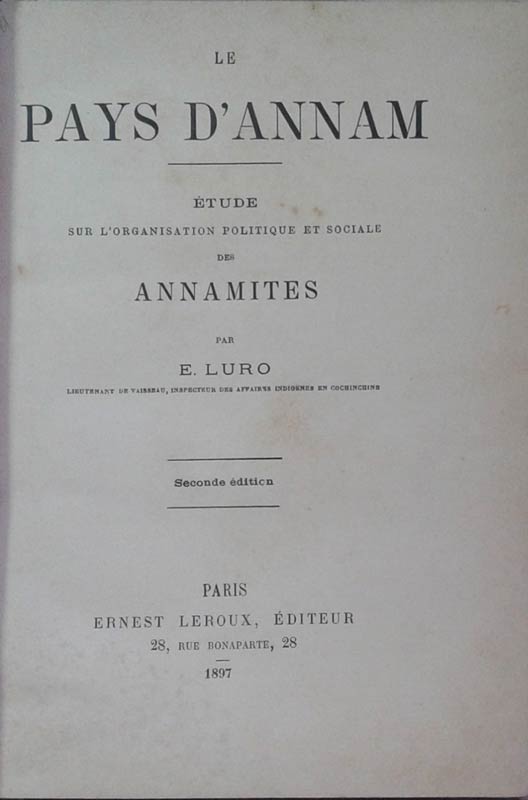 LE
PAYS D'ANNAM
ÉTUDE
SUR L'ORGANISATION POLITIQUE ET SOCIALE
DES
ANNAMITES
PAR
E. LURO
LIEUTENANT DE VAISSEAU, INSPECTEUR DES AFFAIRES INDIGÈNES EN COCHINCHINE
Seconde édition
PARIS
ERNEST LEROUX, ÉDITEUR
28, RUE BONAPARTE, 28
1897